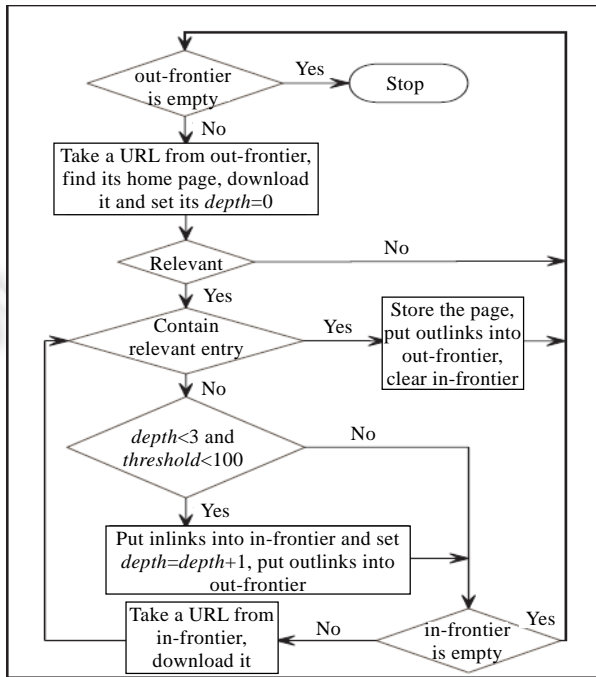 out-frontier
is empty
Yes
Stop
No
Take a URL from out-frontier,
find its home page, download
it and set its depth=0
Relevant
No
Yes
Contain
relevant entry
Yes
Store the page,
put outlinks into
out-frontier,
clear in-frontier
No
depth<3 and
threshold<100
No
Yes
Put inlinks into in-frontier and set
depth=depth+1, put outlinks into
out-frontier
Take a URL from
in-frontier,
download it
No
in-frontier
is empty
Yes